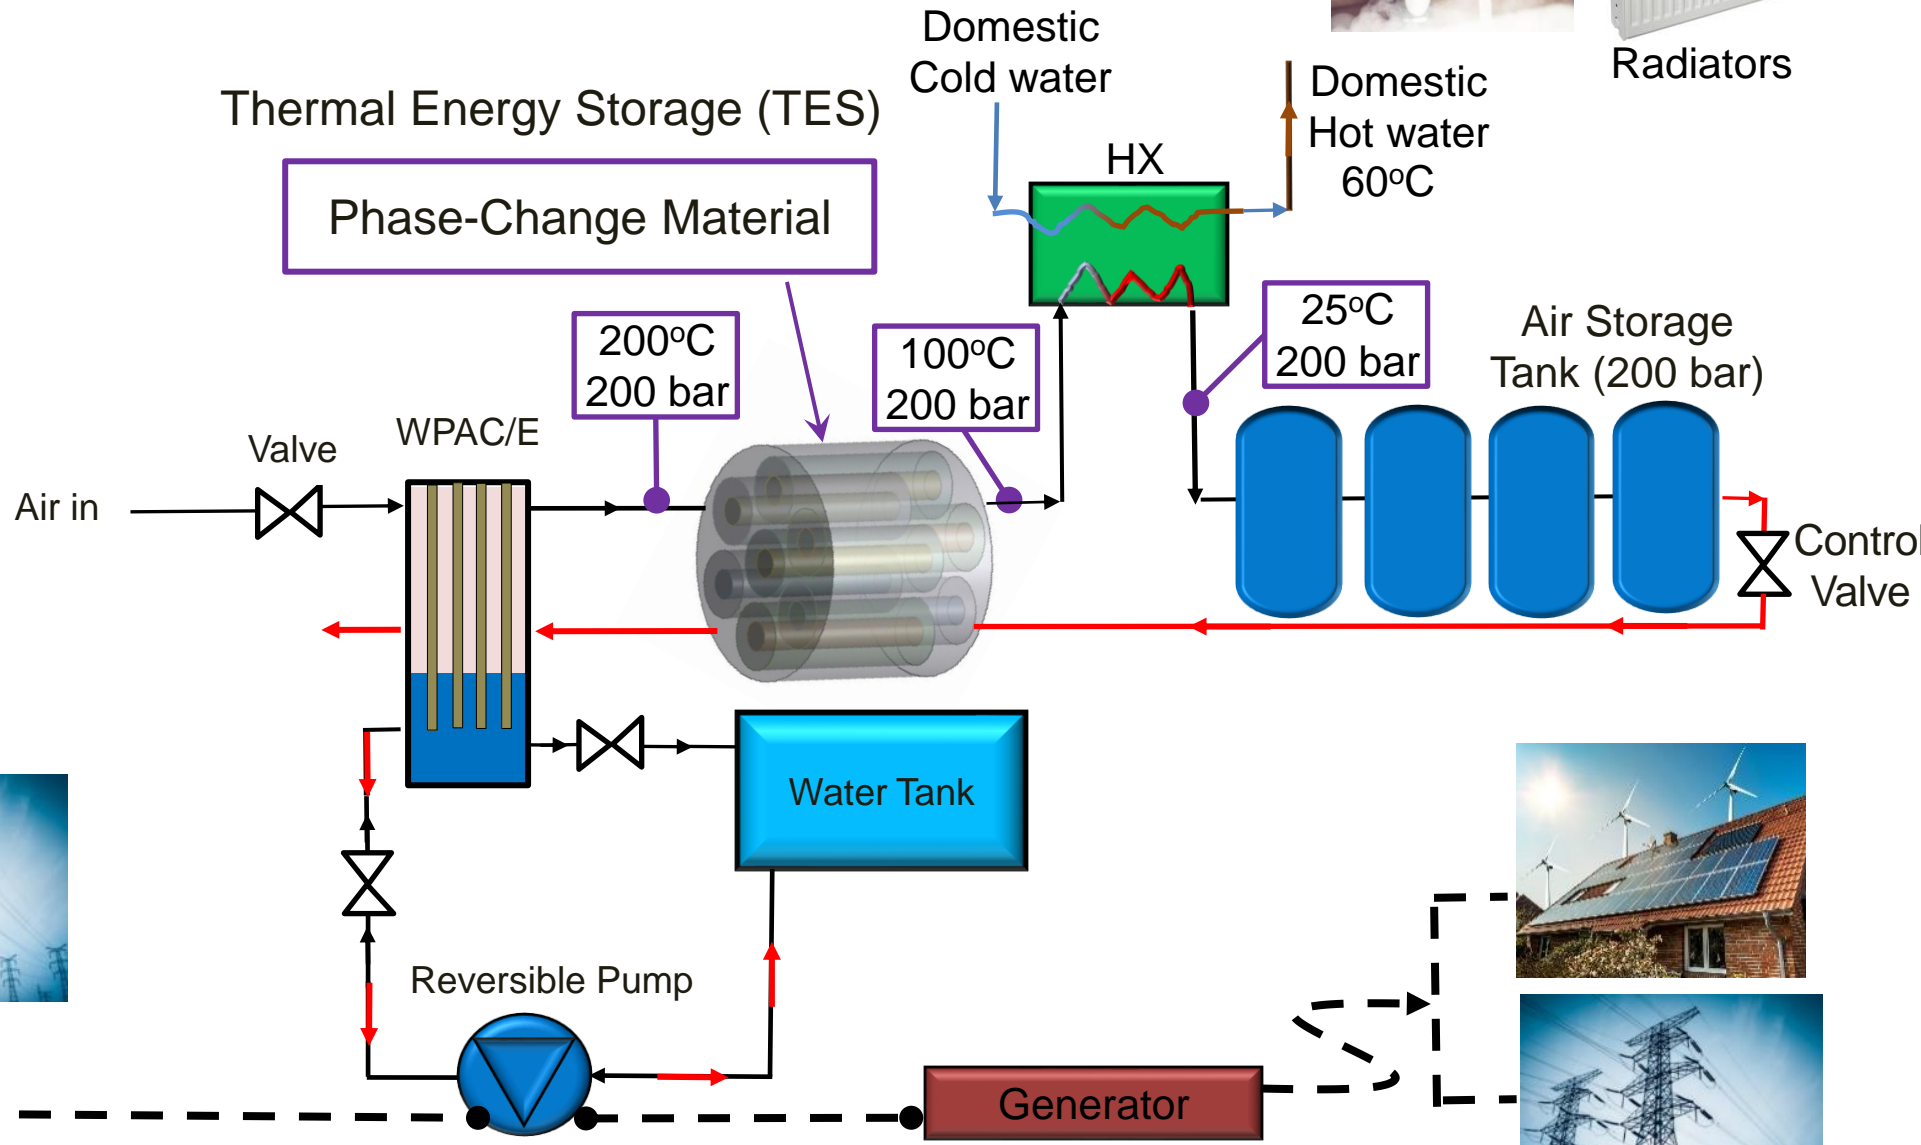 Domestic
Cold water
Radiators
Domestic
Hot water
60ºC
Thermal Energy Storage (TES)
Phase-Change Material
HX
200ºC
200 bar
100ºC
200 bar
25ºC
200 bar
Air Storage
Tank (200 bar)
Valve
WPAC/E
Air in
Control
Valve
Water Tank
Reversible Pump
Generator